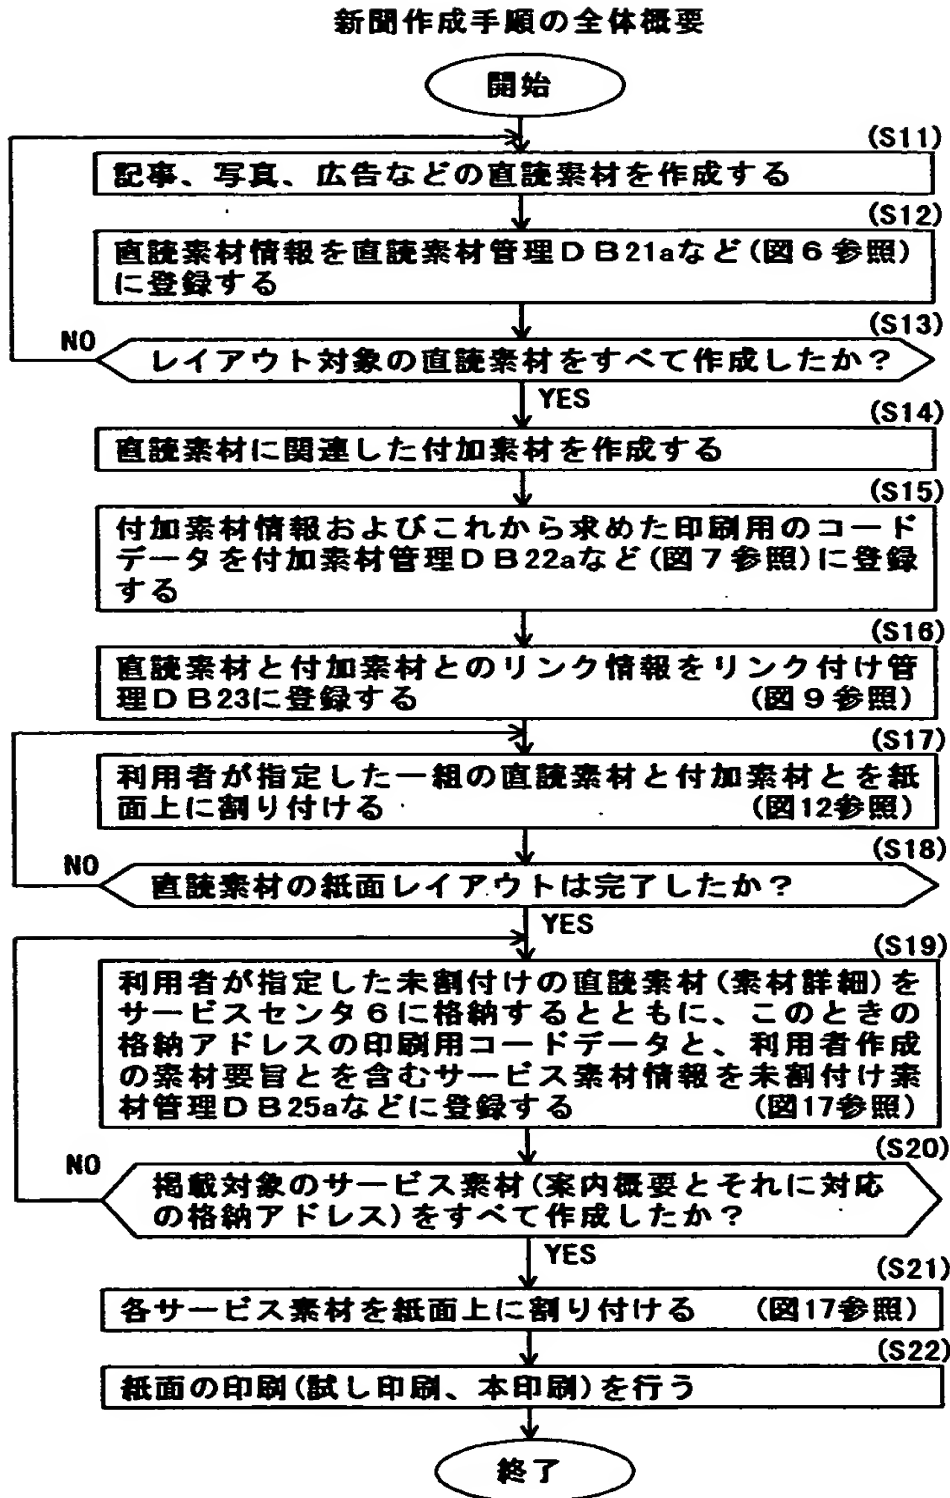 新聞作成手順の全体概要
開始
(S11)
記事、写真、広告などの直読素材を作成する
(S12)
直読素材情報を直読素材管理DB21aなど(図6参照)
に登録する
(S13)
NO
レイアウト対象の直読素材をすべて作成したか?
YES
(S14)
直読素材に関連した付加素材を作成する
(S15)
付加素材情報およびこれから求めた印刷用のコード
データを付加素材管理DB22aなど(図7参照)に登録
する
(S16)
直読素材と付加素材とのリンク情報をリンク付け管
理DB23に登録する (図9参照)
(S17)
利用者が指定した一組の直読素材と付加素材とを紙
面上に割り付ける (図12参照)
(S18)
NO
直読素材の紙面レイアウトは完了したか?
YES
(S19)
利用者が指定した未割付けの直読素材(素材詳細)を
サービスセンタ6に格納するとともに、このときの
格納アドレスの印刷用コードデータと、利用者作成
の素材要旨とを含むサービス素材情報を未割付け素
材管理DB25aなどに登録する (図17参照)
(S20)
NO
掲載対象のサービス素材(案内概要とそれに対応
の格納アドレス)をすべて作成したか?
YES
(S21)
各サービス素材を紙面上に割り付ける (図17参照)
(S22)
紙面の印刷(試し印刷、本印刷)を行う
終了